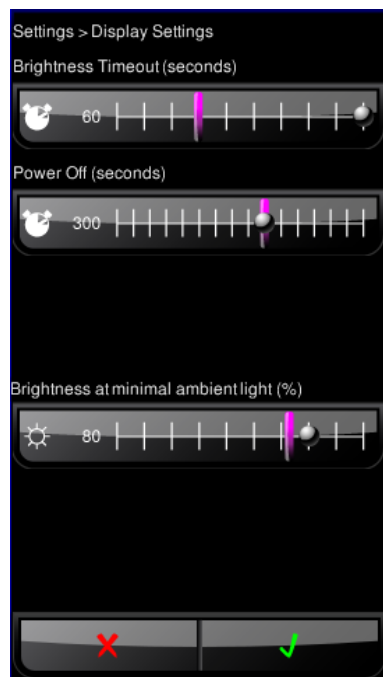 Settings > Display Settings
Brightness Timeout (seconds)
60
Power Off (seconds)
300
Brightness at minimal ambient light (%)
80